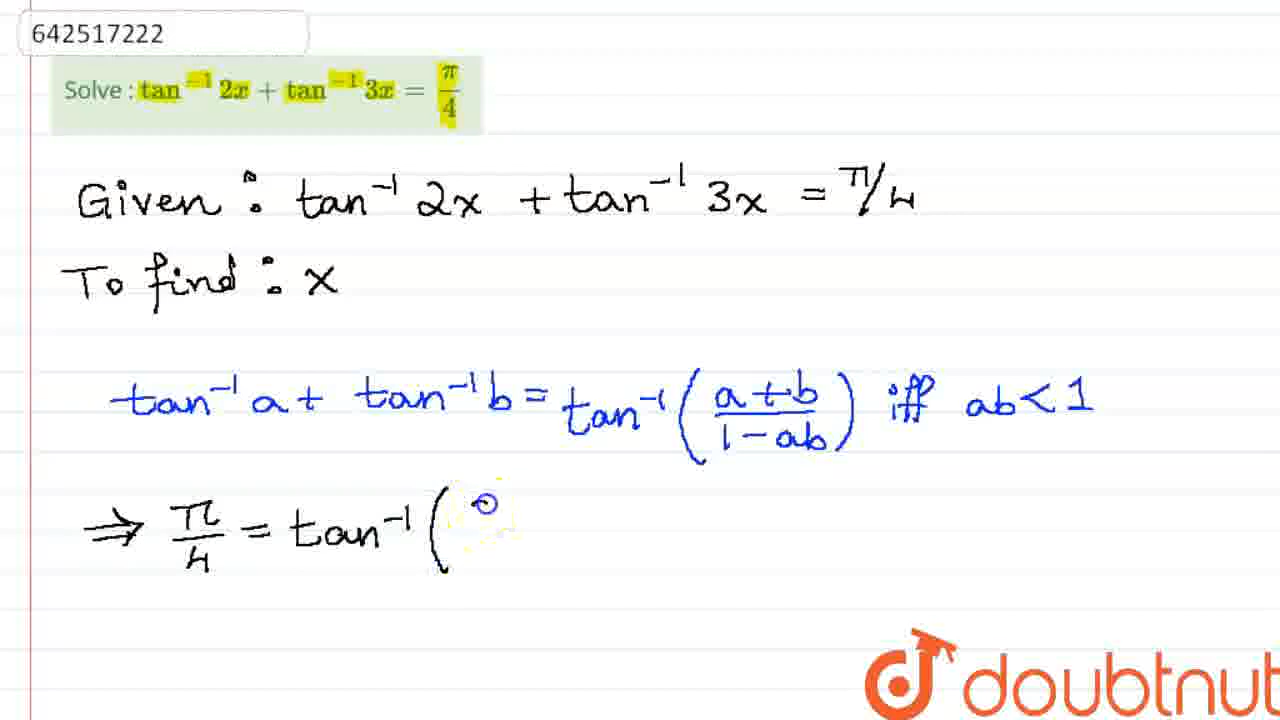 642517222
Solve : tan⁻¹ 2x + tan⁻¹ 3x = π/4
Given : tan⁻¹ 2x + tan⁻¹ 3x = π/4
To find : x
tan⁻¹ a + tan⁻¹ b = tan⁻¹ ( (a+b)/(1-ab) ) iff ab < 1
⇒ π/4 = tan⁻¹ (
doubtnut